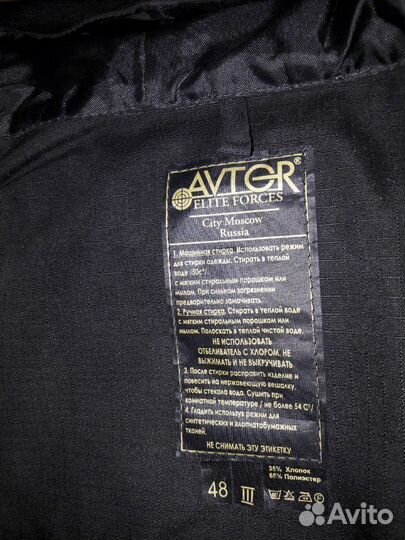 AVTOR®
ELITE FORCES
City Moscow
Russia
1. Машинная стирка. Использовать режим
для стирки одежды. Стирать в теплой
воде /50с°/
с мягким стиральным порошком или
мылом. При сильном загрязнении
предварительно замачивать.
2. Ручная стирка. Стирать в теплой воде
с мягким стиральным порошком или
мылом. Полоскать в теплой чистой воде.
НЕ ИСПОЛЬЗОВАТЬ
ОТБЕЛИВАТЕЛЬ С ХЛОРОМ. НЕ
ВЫЖИМАТЬ И НЕ ВЫКРУЧИВАТЬ
3. После стирки расправить изделие и
повесить на нержавеющую вешалку,
чтобы стекала вода. Сушить при
комнатной температуре / не более 54 С°/
4. Гладить используя режим для
синтетических и хлопчатобумажных
тканей.
НЕ СНИМАТЬ ЭТУ ЭТИКЕТКУ
35% Хлопок
65% Полиэстер
48 III
Avito